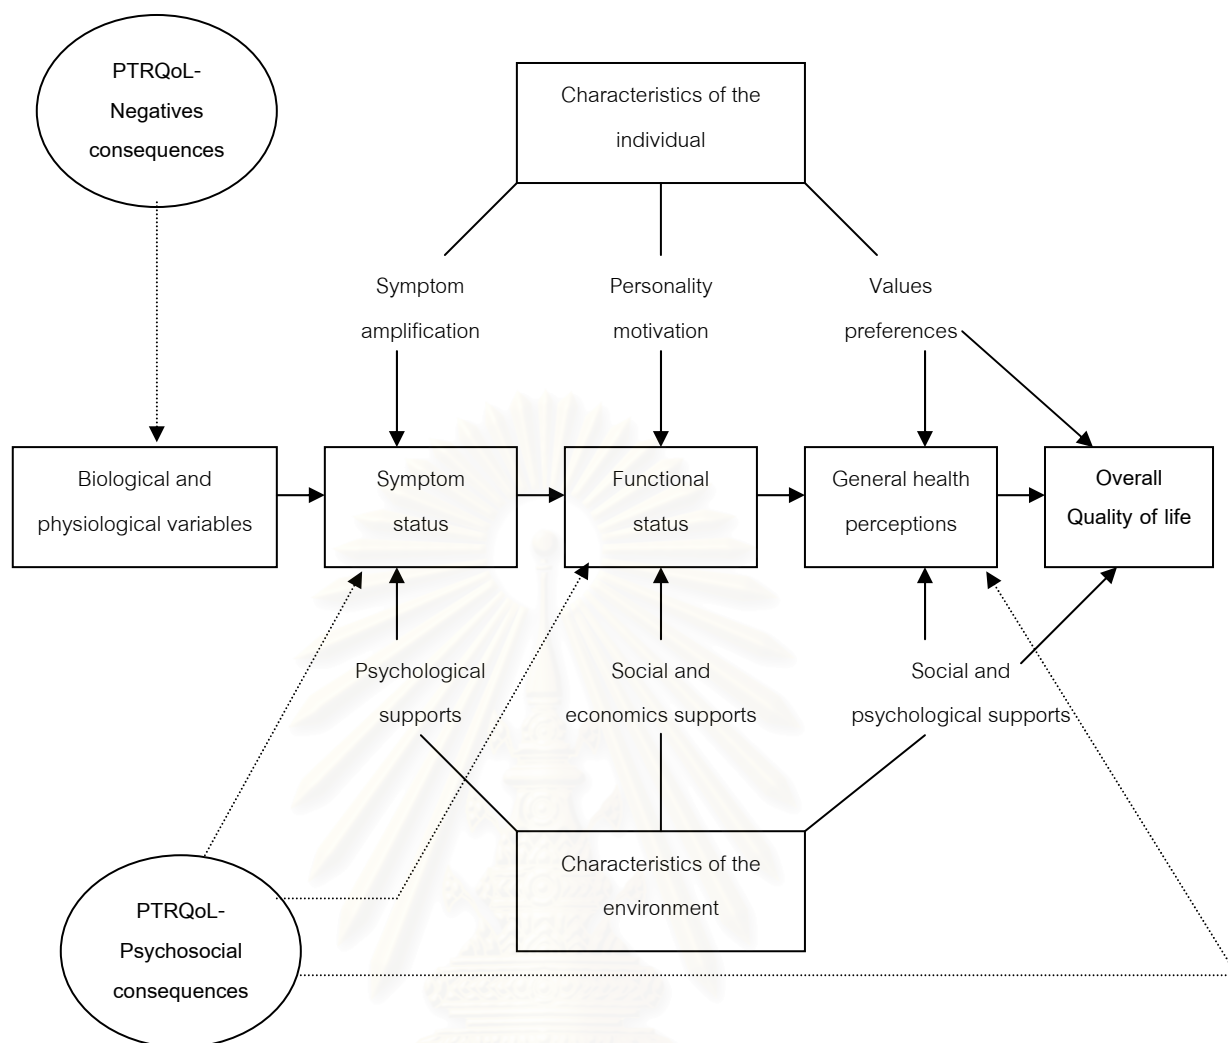 PTRQoL-
Negatives
consequences
Characteristics of the
individual
Symptom
amplification
Personality
motivation
Values
preferences
Biological and
physiological variables
Symptom
status
Functional
status
General health
perceptions
Overall
Quality of life
Psychological
supports
Social and
economics supports
Social and
psychological supports
Characteristics of the
environment
PTRQoL-
Psychosocial
consequences